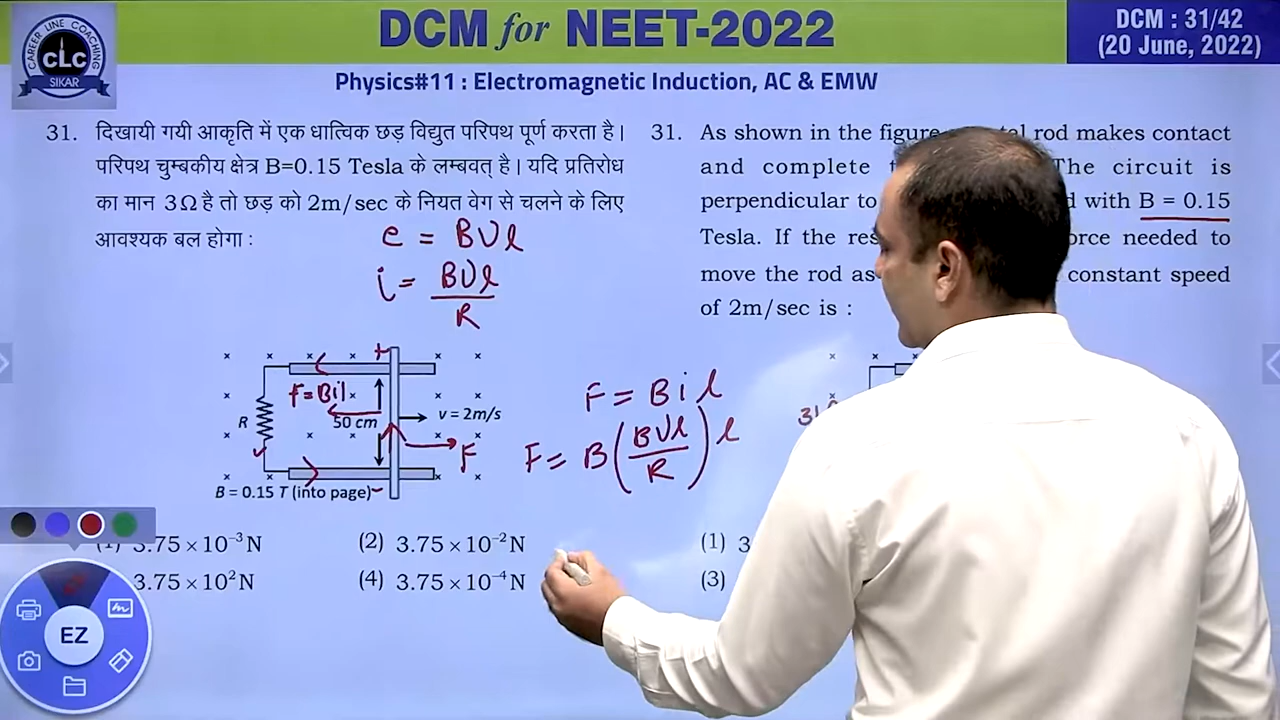 DCM for NEET-2022
DCM : 31/42
(20 June, 2022)
CAREER LINE COACHING
CLC
SIKAR
Physics#11 : Electromagnetic Induction, AC & EMW
31. दिखायी गयी आकृति में एक धात्विक छड़ विद्युत परिपथ पूर्ण करता है।
परिपथ चुम्बकीय क्षेत्र B=0.15 Tesla के लम्बवत् है। यदि प्रतिरोध
का मान 3Ω है तो छड़ को 2m/sec के नियत वेग से चलने के लिए
आवश्यक बल होगा :
e = Bvl
i = Bvl/R
+
F=Bil
R
50 cm
v = 2m/s
F
B = 0.15 T (into page)
-
F = Bil
F = B(Bvl/R)l
(1) 3.75×10⁻³N
(2) 3.75×10⁻²N
3.75×10²N
(4) 3.75×10⁻⁴N
31. As shown in the figure rod makes contact
and complete The circuit is
perpendicular to with B = 0.15
Tesla. If the needed to
move the rod as constant speed
of 2m/sec is :
(1) 3
(3)
EZ